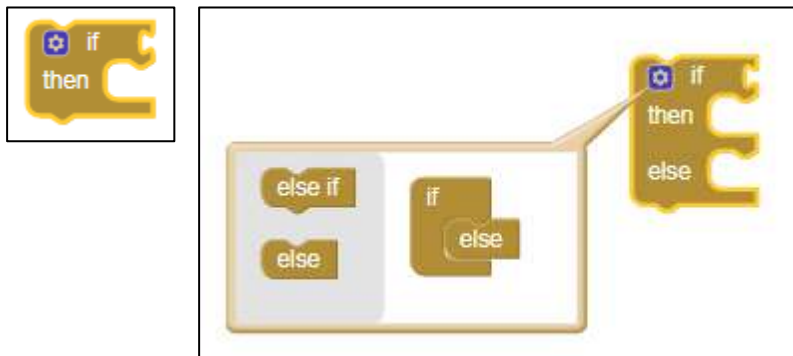 if
then
if
then
else
else if
else
if
else